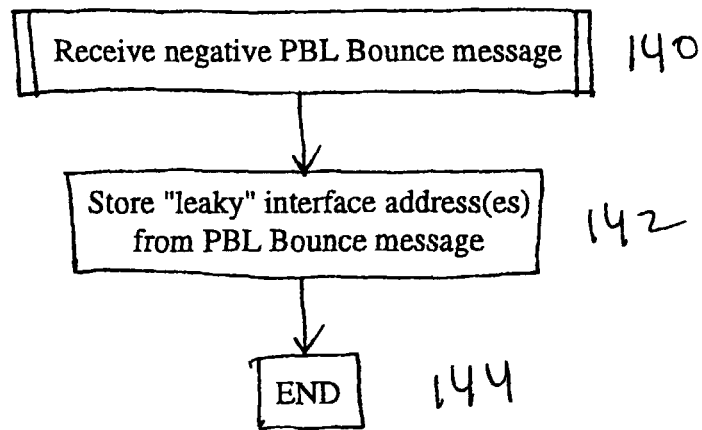 Receive negative PBL Bounce message 140
Store "leaky" interface address(es)
from PBL Bounce message 142
END 144